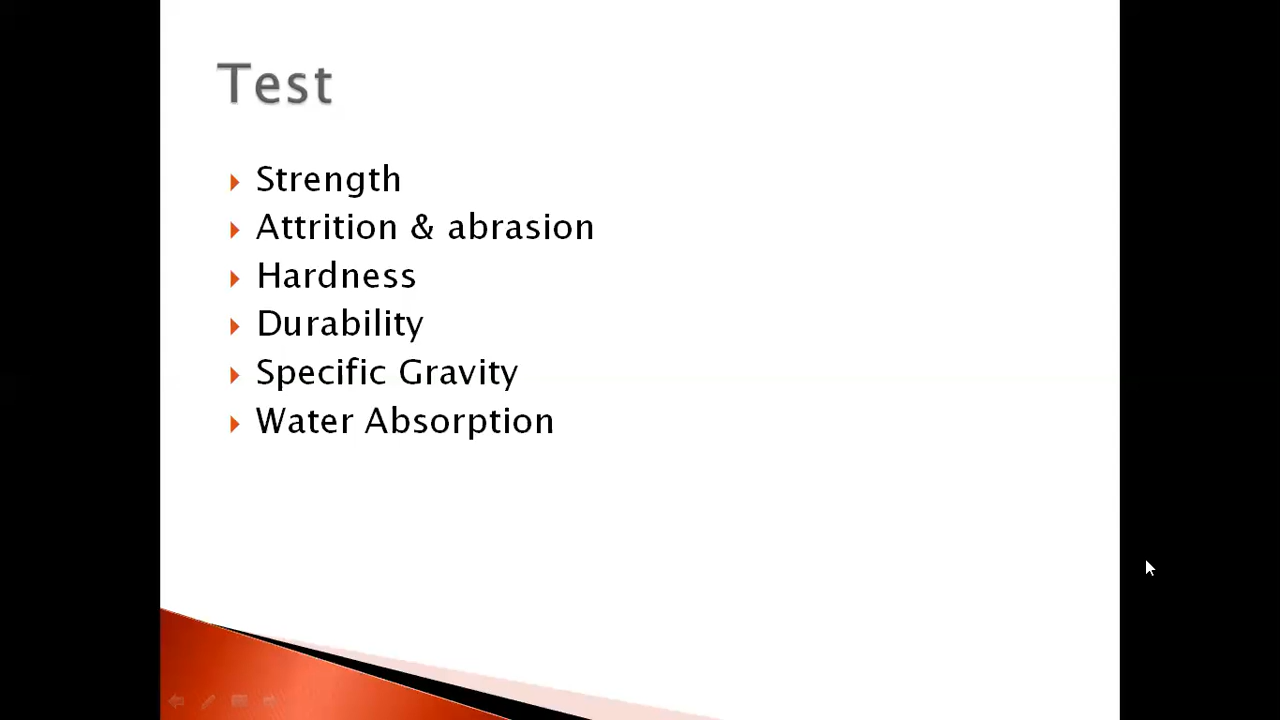 Test
Strength
Attrition & abrasion
Hardness
Durability
Specific Gravity
Water Absorption